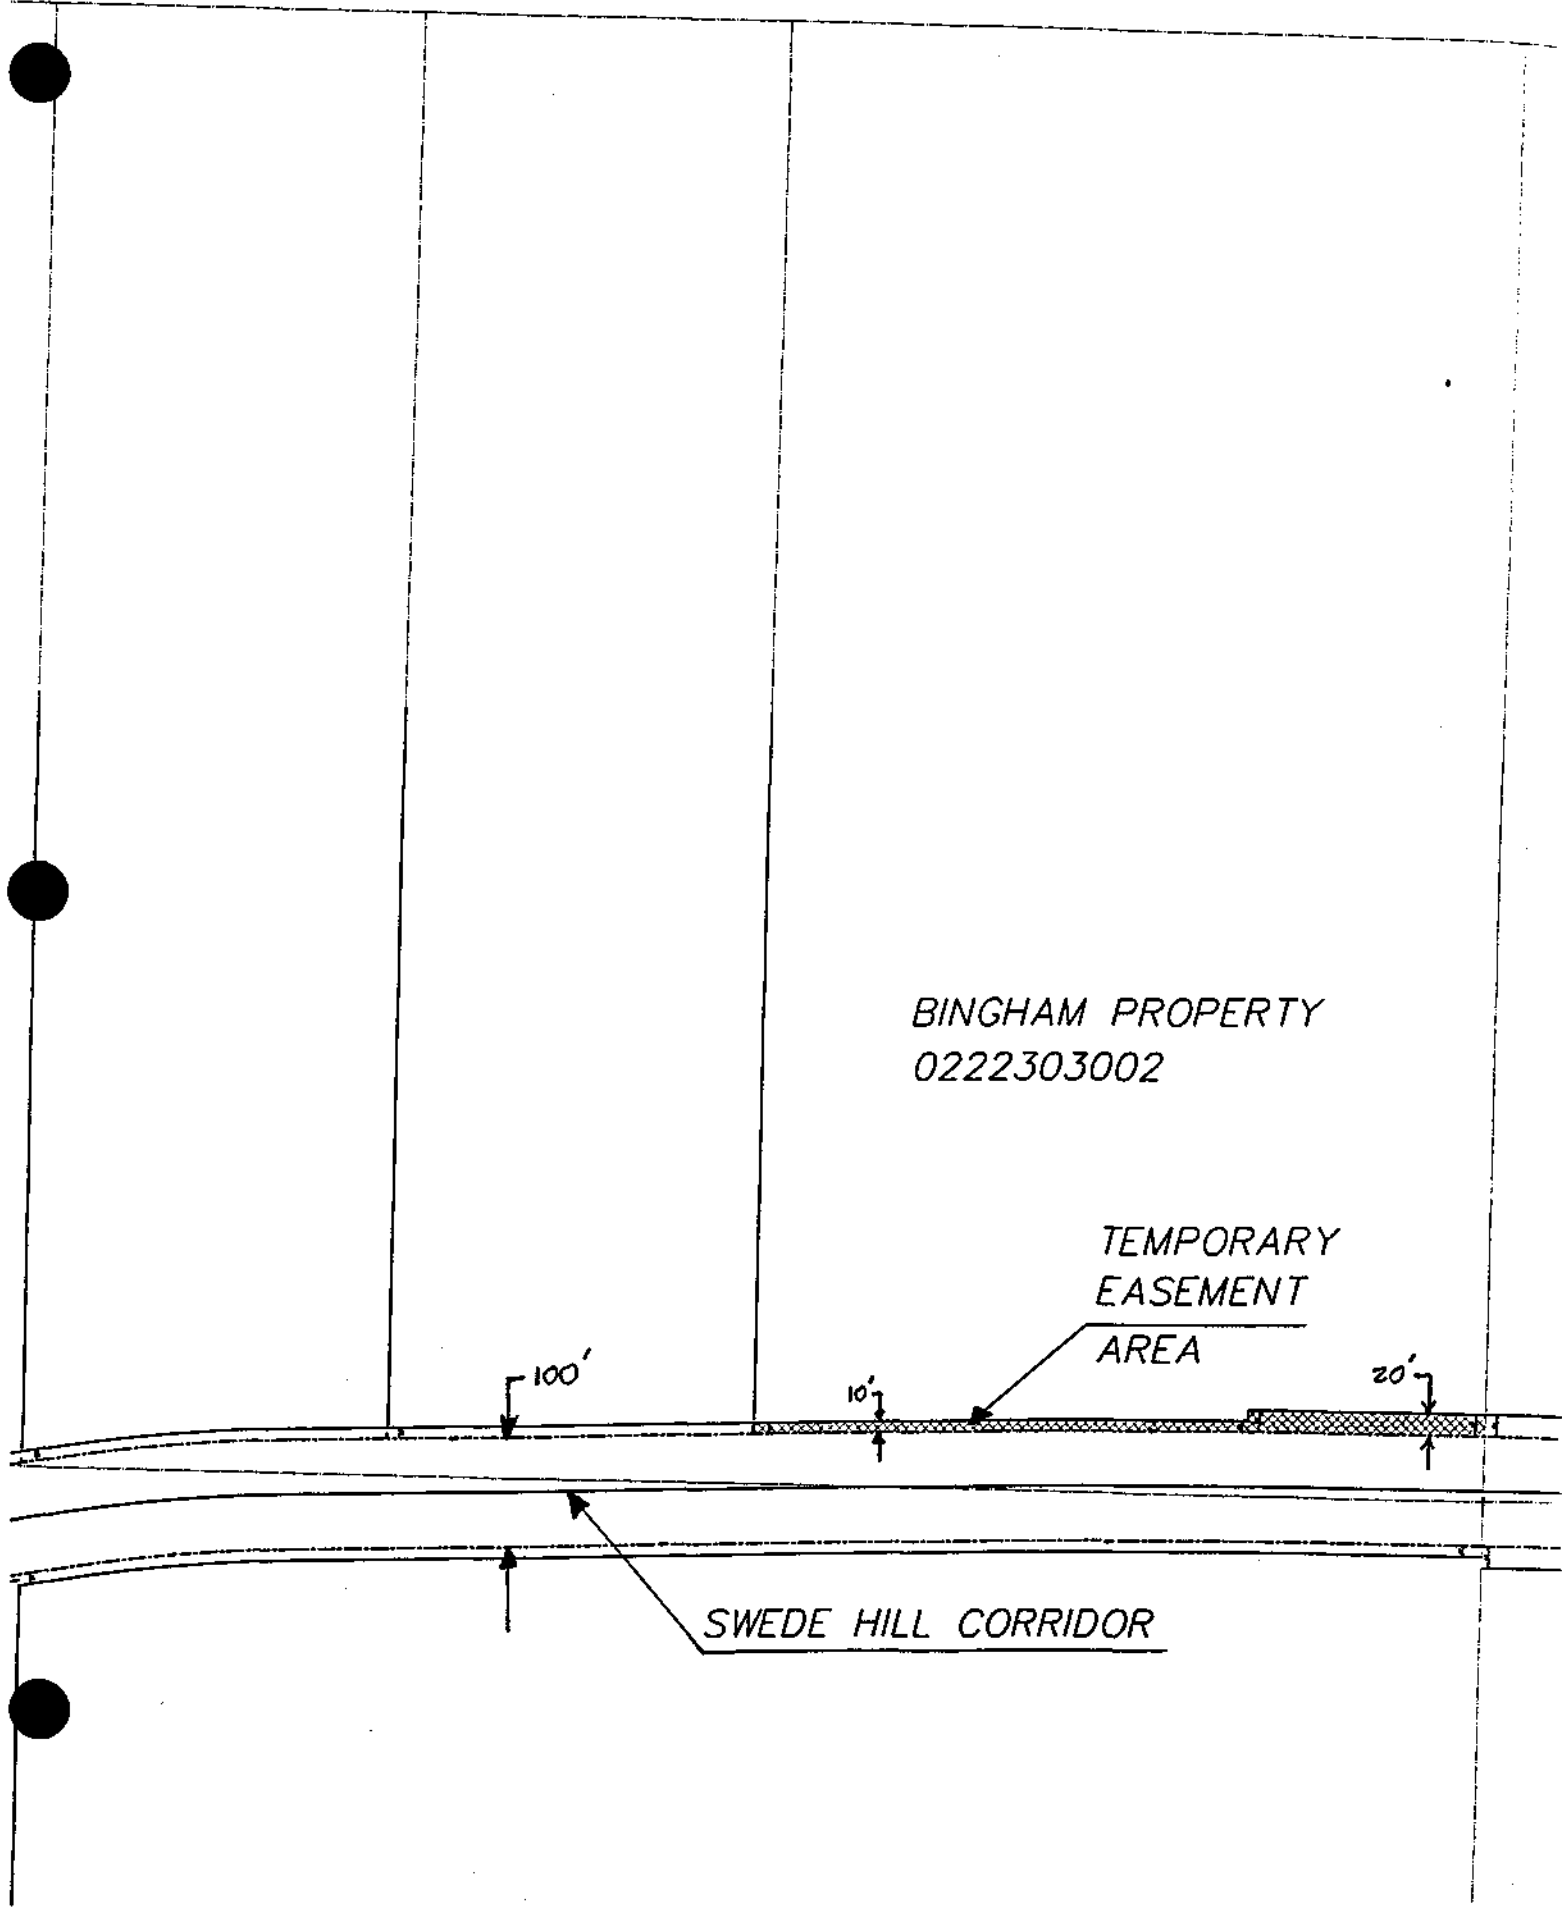 BINGHAM PROPERTY
0222303002
TEMPORARY
EASEMENT
AREA
100'
10'
20'
SWEDE HILL CORRIDOR